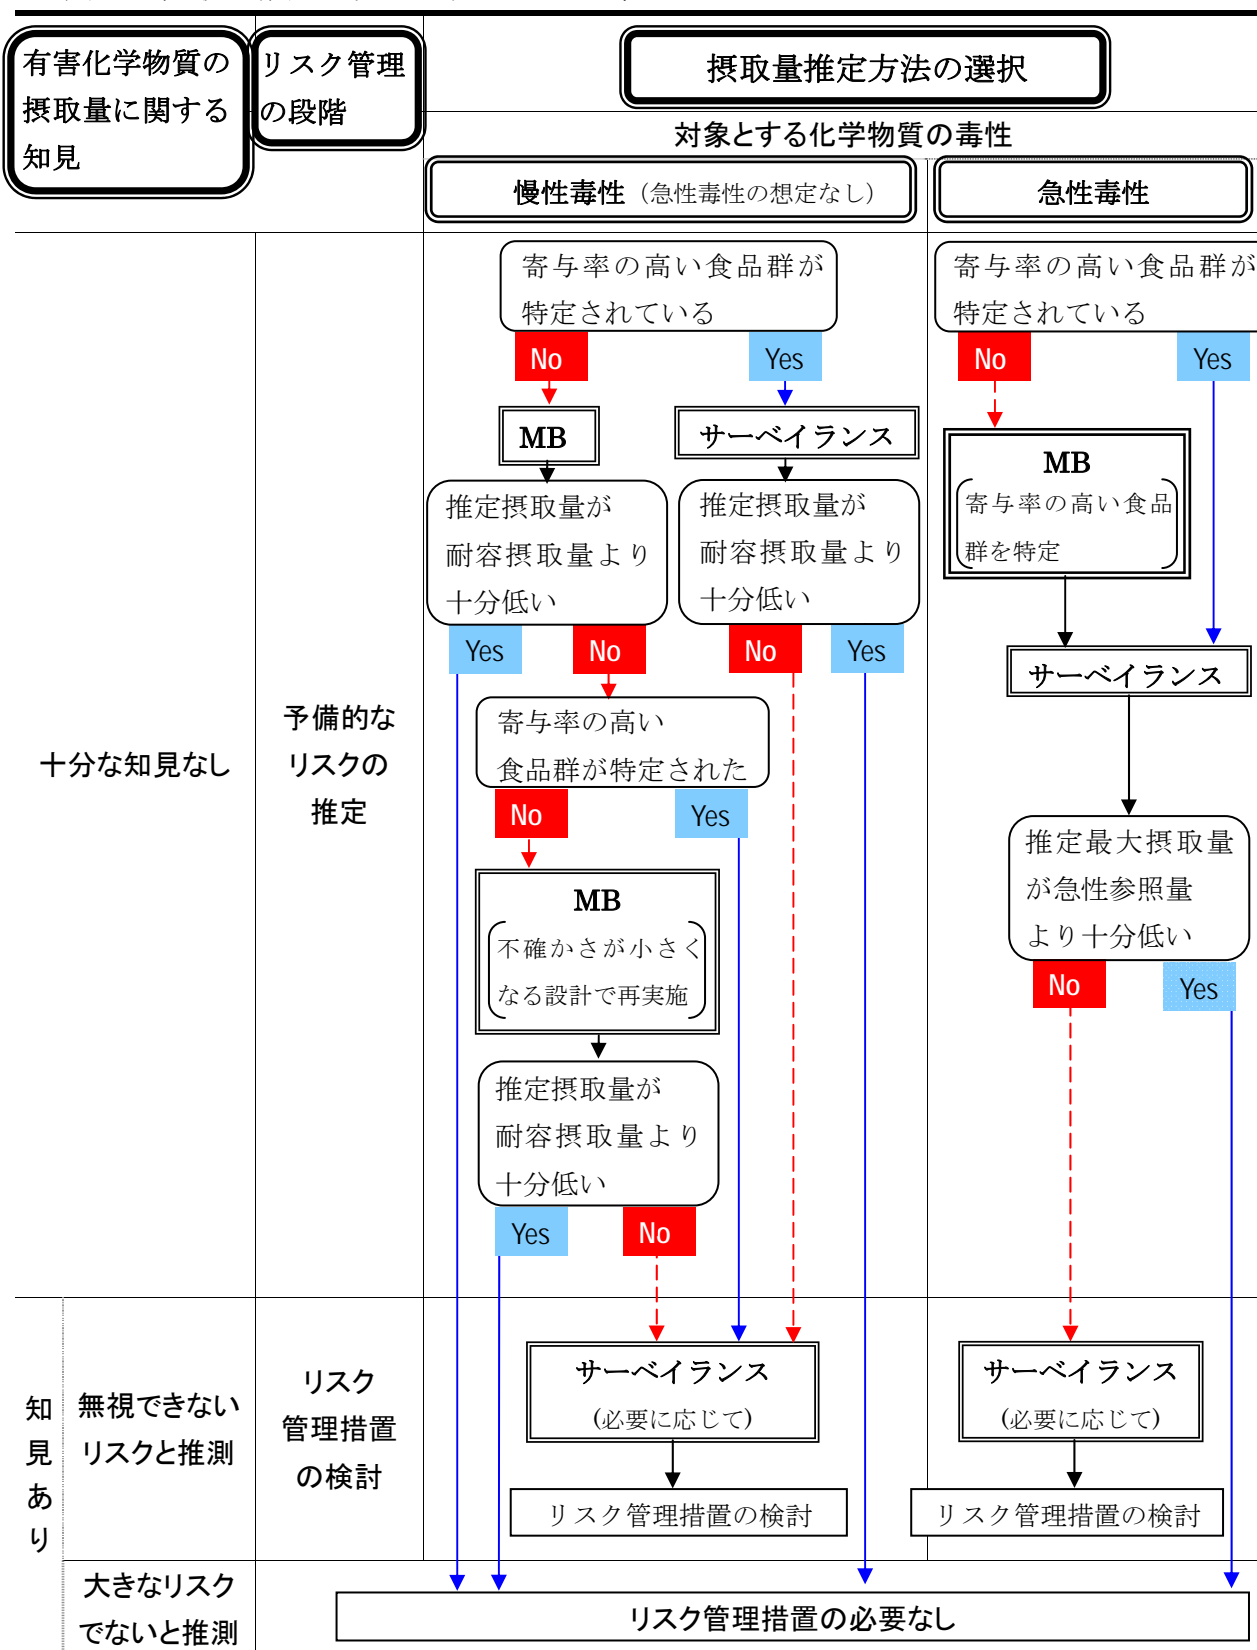 有害化学物質の
摂取量に関する
知見
リスク管理
の段階
摂取量推定方法の選択
対象とする化学物質の毒性
慢性毒性（急性毒性の想定なし）
急性毒性
十分な知見なし
予備的な
リスクの
推定
寄与率の高い食品群が
特定されている
No
Yes
MB
サーベイランス
推定摂取量が
耐容摂取量より
十分低い
Yes
No
推定摂取量が
耐容摂取量より
十分低い
No
Yes
寄与率の高い
食品群が特定された
No
Yes
MB
不確かさが小さく
なる設計で再実施
推定摂取量が
耐容摂取量より
十分低い
Yes
No
寄与率の高い食品群が
特定されている
No
Yes
MB
寄与率の高い食品
群を特定
サーベイランス
推定最大摂取量
が急性参照量
より十分低い
No
Yes
知
見
あ
り
無視できない
リスクと推測
リスク
管理措置
の検討
サーベイランス
(必要に応じて)
リスク管理措置の検討
サーベイランス
(必要に応じて)
リスク管理措置の検討
大きなリスク
でないと推測
リスク管理措置の必要なし